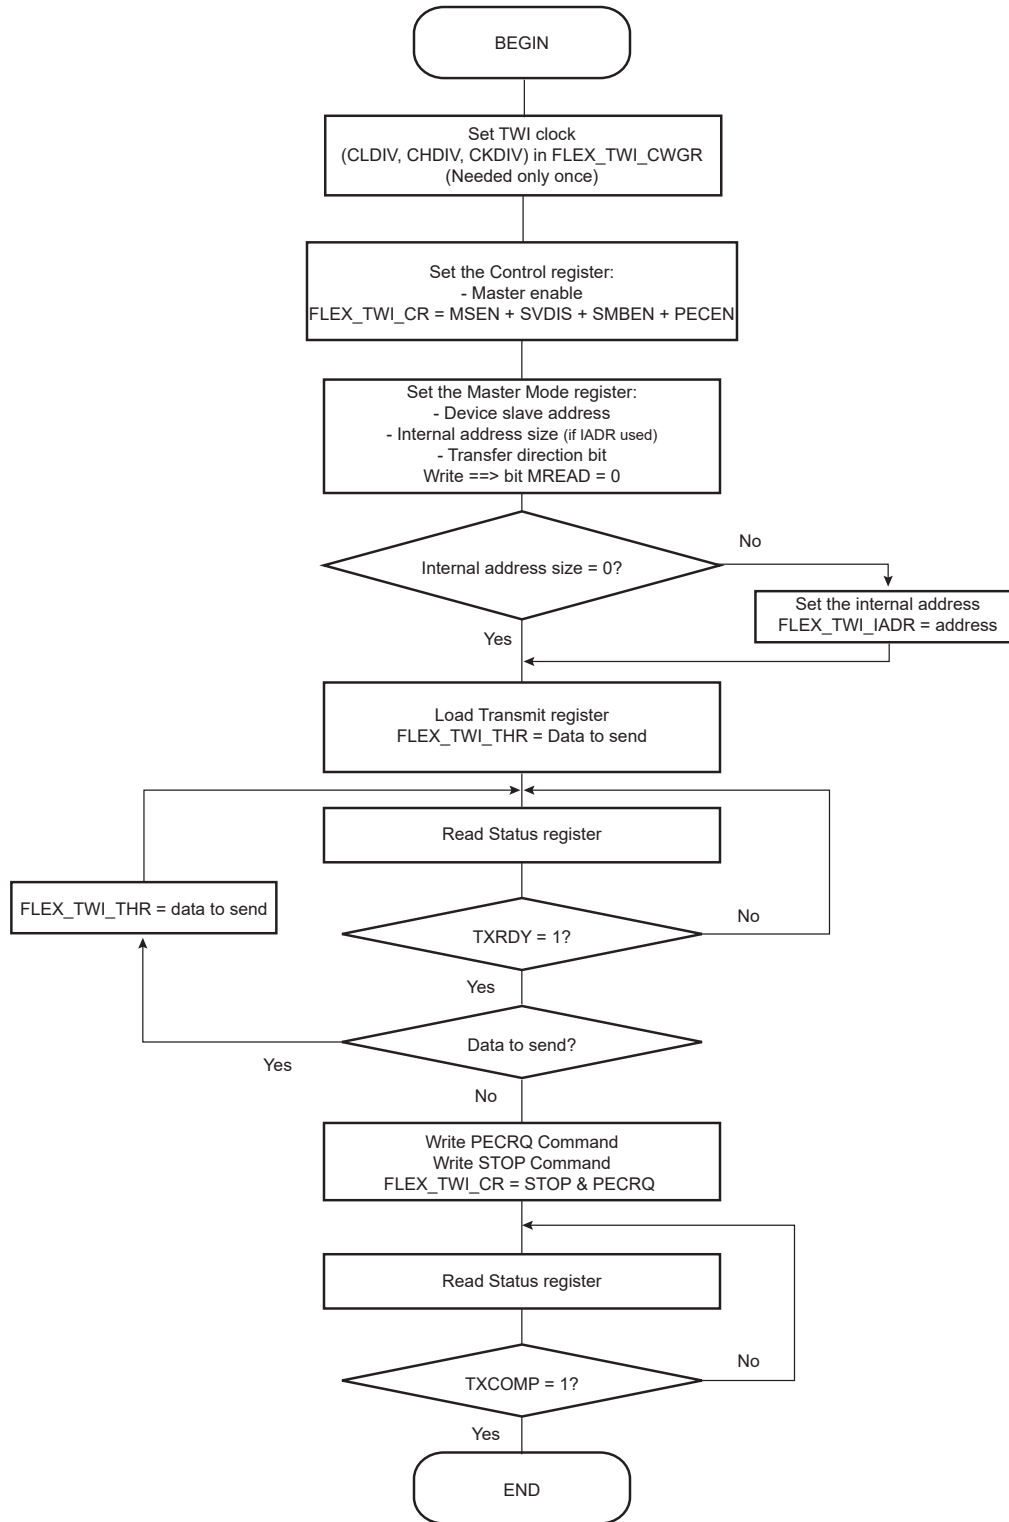 BEGIN
Set TWI clock
(CLDIV, CHDIV, CKDIV) in FLEX_TWI_CWGR
(Needed only once)
Set the Control register:
- Master enable
FLEX_TWI_CR = MSEN + SVDIS + SMBEN + PECEN
Set the Master Mode register:
- Device slave address
- Internal address size (if IADR used)
- Transfer direction bit
Write ==> bit MREAD = 0
Internal address size = 0?
No
Set the internal address
FLEX_TWI_IADR = address
Yes
Load Transmit register
FLEX_TWI_THR = Data to send
Read Status register
FLEX_TWI_THR = data to send
TXRDY = 1?
No
Yes
Data to send?
Yes
No
Write PECRQ Command
Write STOP Command
FLEX_TWI_CR = STOP & PECRQ
Read Status register
TXCOMP = 1?
No
Yes
END